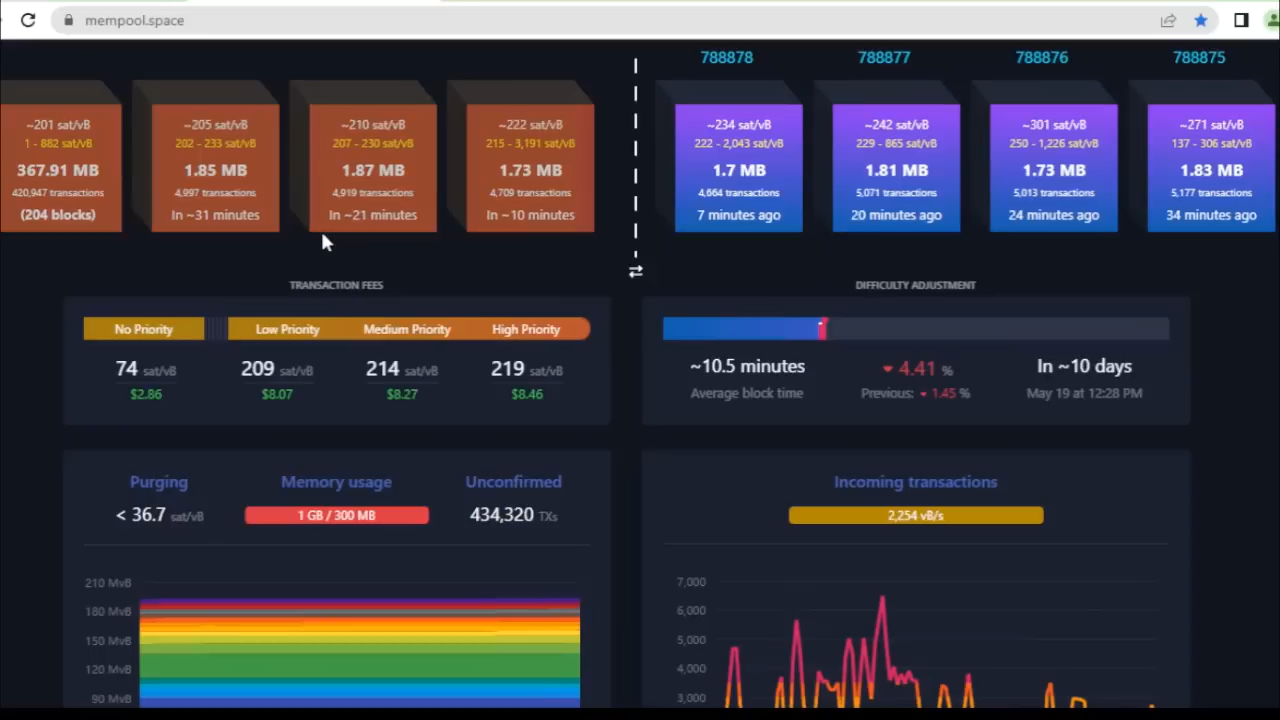 mempool.space
788878 788877 788876 788875
~201 sat/vB ~205 sat/vB ~210 sat/vB ~222 sat/vB ~234 sat/vB ~242 sat/vB ~301 sat/vB ~271 sat/vB
1 - 882 sat/vB 202 - 233 sat/vB 207 - 230 sat/vB 215 - 3,191 sat/vB 222 - 2,043 sat/vB 229 - 865 sat/vB 250 - 1,226 sat/vB 137 - 306 sat/vB
367.91 MB 1.85 MB 1.87 MB 1.73 MB 1.7 MB 1.81 MB 1.73 MB 1.83 MB
420,947 transactions 4,997 transactions 4,919 transactions 4,709 transactions 4,664 transactions 5,071 transactions 5,013 transactions 5,177 transactions
(204 blocks) In ~31 minutes In ~21 minutes In ~10 minutes 7 minutes ago 20 minutes ago 24 minutes ago 34 minutes ago
TRANSACTION FEES DIFFICULTY ADJUSTMENT
No Priority Low Priority Medium Priority High Priority
74 sat/vB 209 sat/vB 214 sat/vB 219 sat/vB ~10.5 minutes 4.41 % In ~10 days
$2.86 $8.07 $8.27 $8.46 Average block time Previous: 1.45 % May 19 at 12:28 PM
Purging Memory usage Unconfirmed Incoming transactions
< 36.7 sat/vB 1 GB / 300 MB 434,320 TXs 2,254 vB/s
210 MvB 7,000
180 MvB 6,000
150 MvB 5,000
120 MvB 4,000
90 MvB 3,000